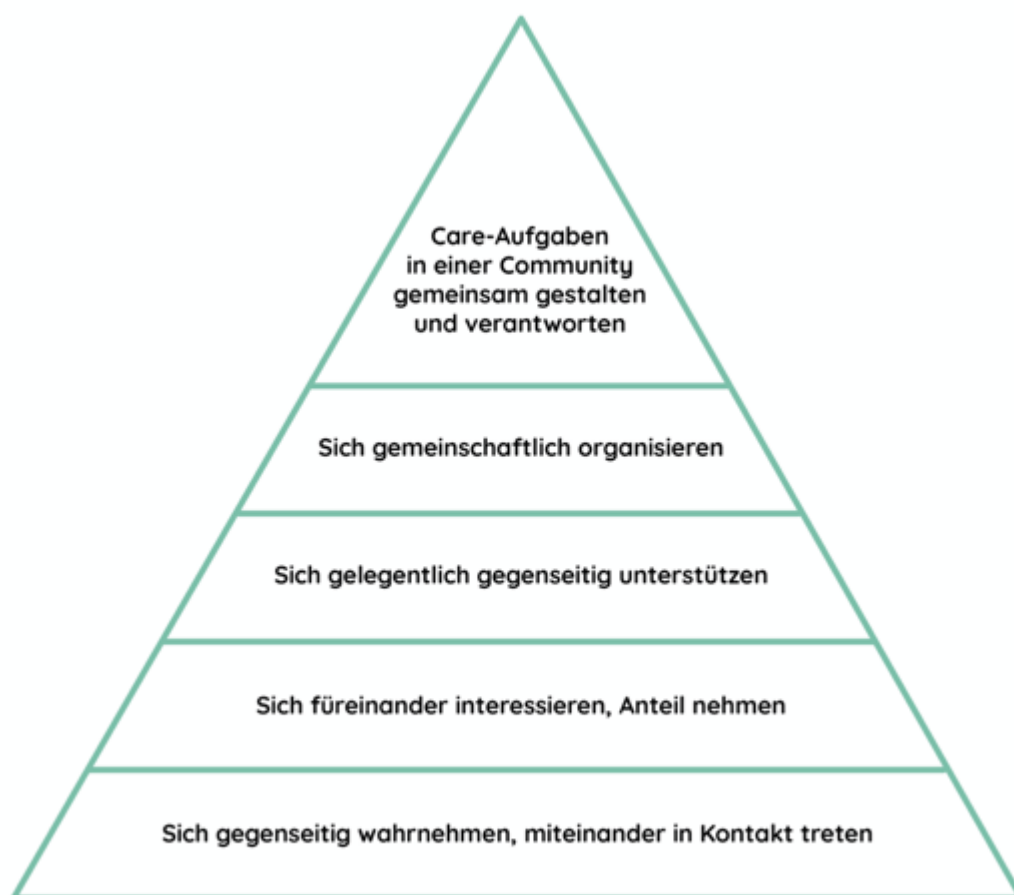 Care-Aufgaben
in einer Community
gemeinsam gestalten
und verantworten
Sich gemeinschaftlich organisieren
Sich gelegentlich gegenseitig unterstützen
Sich füreinander interessieren, Anteil nehmen
Sich gegenseitig wahrnehmen, miteinander in Kontakt treten